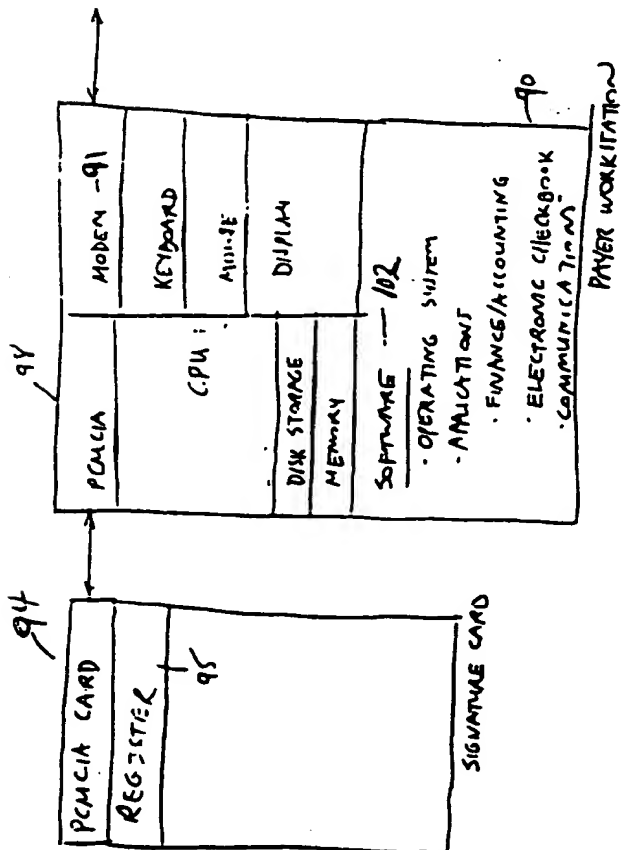 94
PCMCIA CARD
REGISTER
95
SIGNATURE CARD
98
PCMCIA
CPU
DISK STORAGE
MEMORY
MODEM - 91
KEYBOARD
MOUSE
DISPLAY
SOFTWARE - 102
· OPERATING SYSTEM
- APPLICATIONS
· FINANCE/ACCOUNTING
· ELECTRONIC CHECKBOOK
· COMMUNICATIONS
90
PAYER WORKSTATION